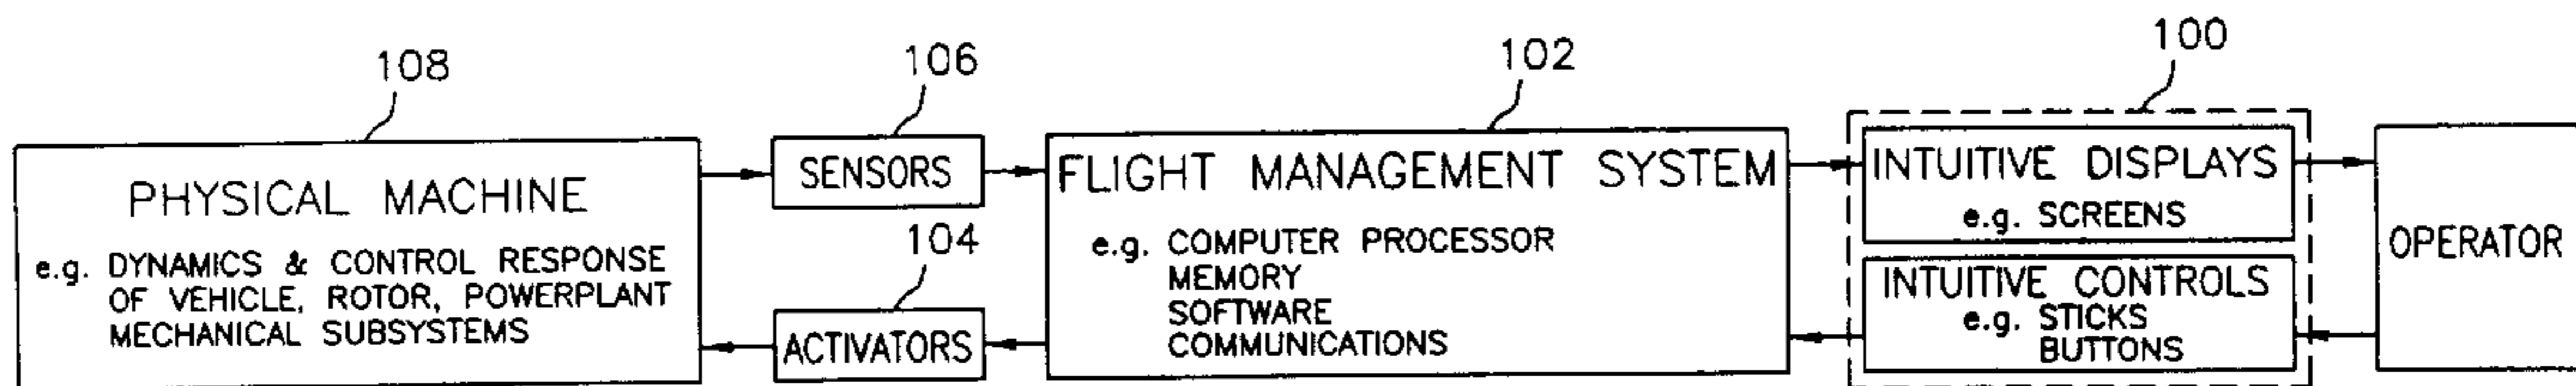 108
PHYSICAL MACHINE
e.g. DYNAMICS & CONTROL RESPONSE
OF VEHICLE, ROTOR, POWERPLANT
MECHANICAL SUBSYSTEMS
106
SENSORS
104
ACTIVATORS
102
FLIGHT MANAGEMENT SYSTEM
e.g. COMPUTER PROCESSOR
MEMORY
SOFTWARE
COMMUNICATIONS
100
INTUITIVE DISPLAYS
e.g. SCREENS
INTUITIVE CONTROLS
e.g. STICKS
BUTTONS
OPERATOR